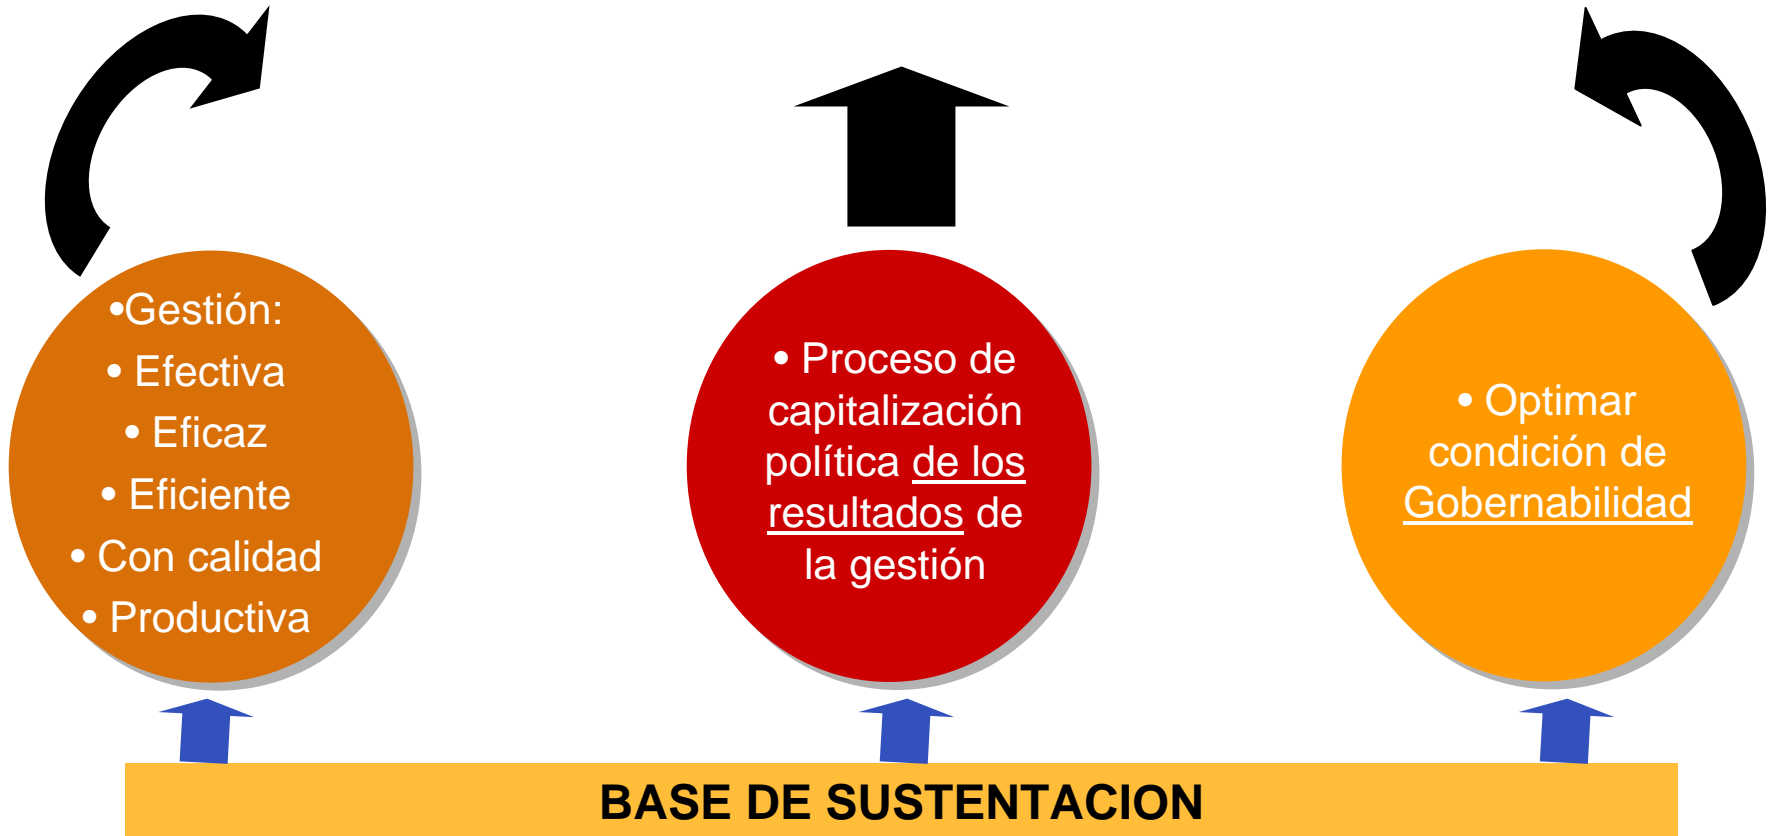 •Gestión:
• Efectiva
• Eficaz
• Eficiente
• Con calidad
• Productiva
• Proceso de
capitalización
política de los
resultados de
la gestión
• Optimar
condición de
Gobernabilidad
BASE DE SUSTENTACION